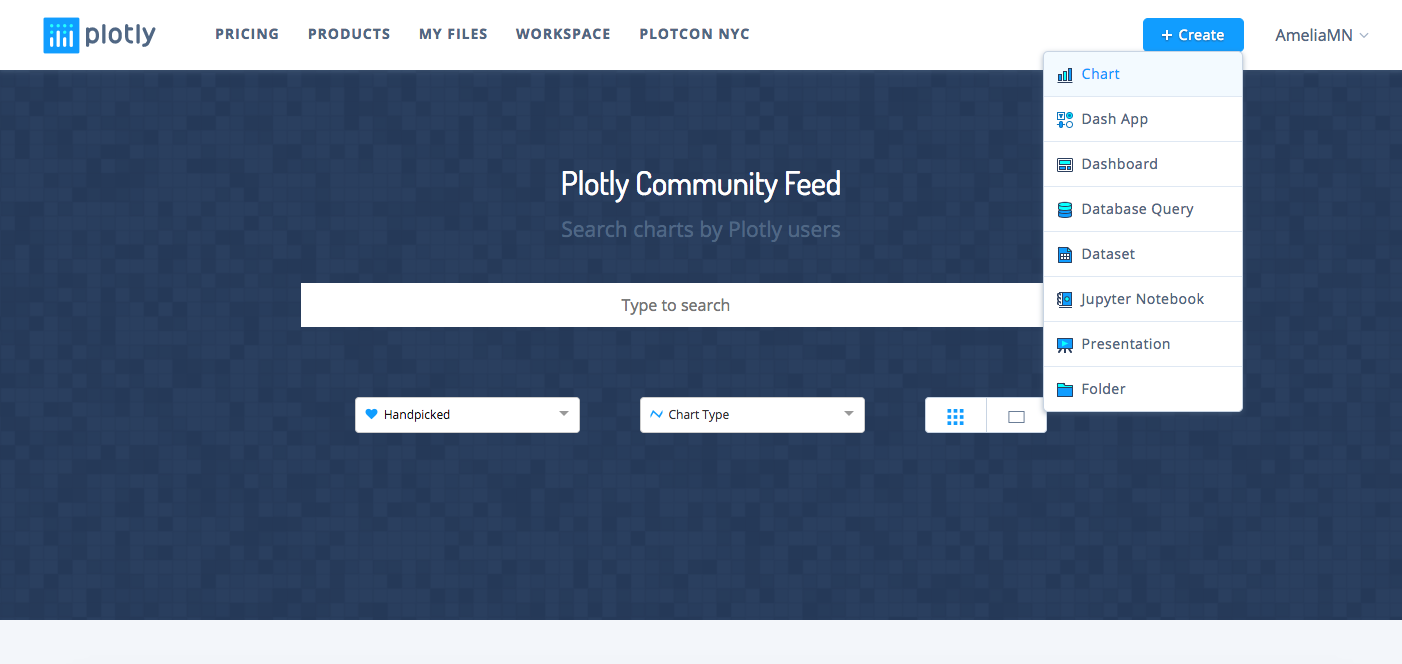 plotly PRICING PRODUCTS MY FILES WORKSPACE PLOTCON NYC + Create AmeliaMN
Chart
Dash App
Dashboard
Database Query
Dataset
Jupyter Notebook
Presentation
Folder
Plotly Community Feed
Search charts by Plotly users
Type to search
Handpicked
Chart Type